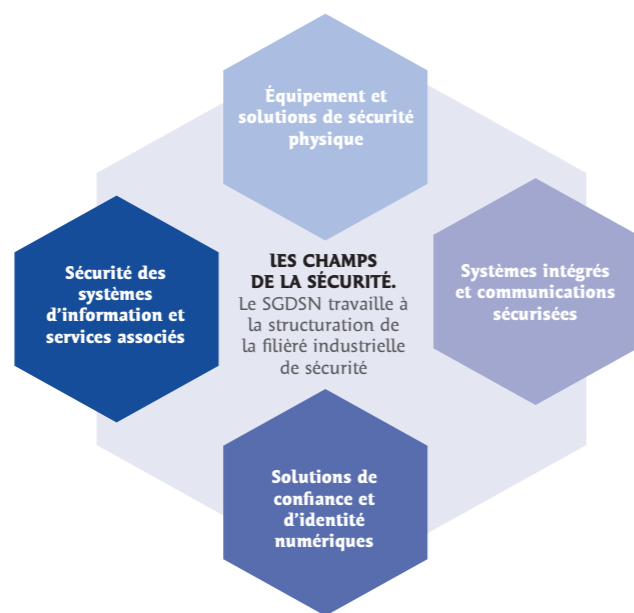 Équipement et
solutions de sécurité
physique
Sécurité des
systèmes
d'information et
services associés
LES CHAMPS
DE LA SÉCURITÉ.
Le SGDSN travaille à
la structuration de
la filièré industrielle
de sécurité
Systèmes intégrés
et communications
sécurisées
Solutions de
confiance et
d'identité
numériques